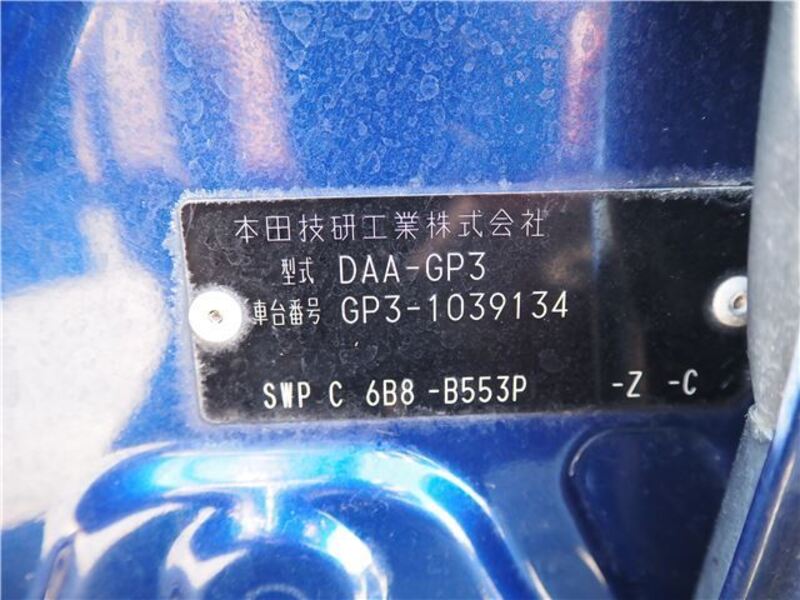 本田技研工業株式会社
型式 DAA-GP3
車台番号 GP3-1039134
SWP C 6B8 -B553P -Z -C